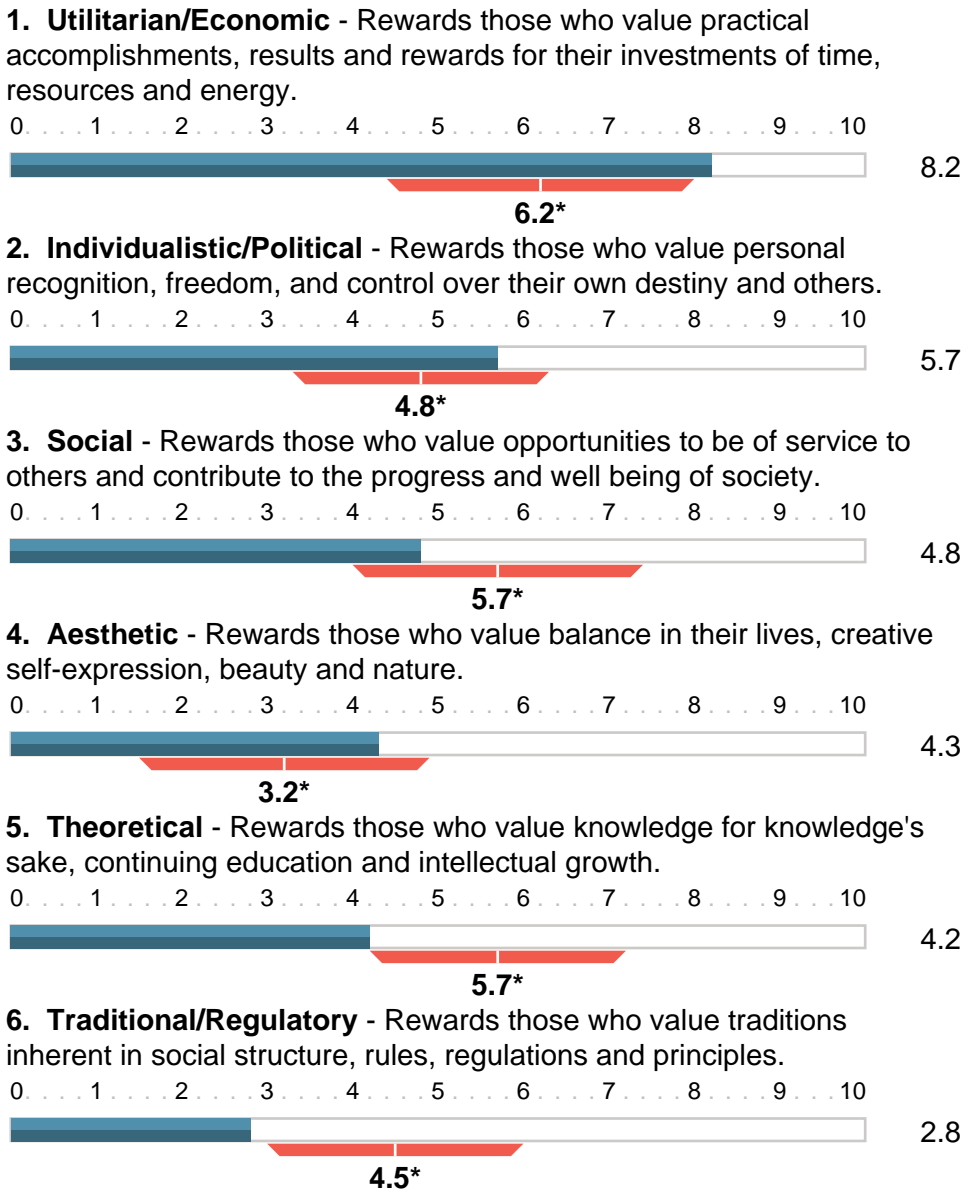 1. Utilitarian/Economic - Rewards those who value practical
accomplishments, results and rewards for their investments of time,
resources and energy.
0. . . . 1 . . . . 2 . . . . 3 . . . . 4 . . . . 5 . . . . 6 . . . . 7 . . . . 8 . . . . 9 . . . 10
8.2
6.2*
2. Individualistic/Political - Rewards those who value personal
recognition, freedom, and control over their own destiny and others.
0. . . . 1 . . . . 2 . . . . 3 . . . . 4 . . . . 5 . . . . 6 . . . . 7 . . . . 8 . . . . 9 . . . 10
5.7
4.8*
3. Social - Rewards those who value opportunities to be of service to
others and contribute to the progress and well being of society.
0. . . . 1 . . . . 2 . . . . 3 . . . . 4 . . . . 5 . . . . 6 . . . . 7 . . . . 8 . . . . 9 . . . 10
4.8
5.7*
4. Aesthetic - Rewards those who value balance in their lives, creative
self-expression, beauty and nature.
0. . . . 1 . . . . 2 . . . . 3 . . . . 4 . . . . 5 . . . . 6 . . . . 7 . . . . 8 . . . . 9 . . . 10
4.3
3.2*
5. Theoretical - Rewards those who value knowledge for knowledge's
sake, continuing education and intellectual growth.
0. . . . 1 . . . . 2 . . . . 3 . . . . 4 . . . . 5 . . . . 6 . . . . 7 . . . . 8 . . . . 9 . . . 10
4.2
5.7*
6. Traditional/Regulatory - Rewards those who value traditions
inherent in social structure, rules, regulations and principles.
0. . . . 1 . . . . 2 . . . . 3 . . . . 4 . . . . 5 . . . . 6 . . . . 7 . . . . 8 . . . . 9 . . . 10
2.8
4.5*